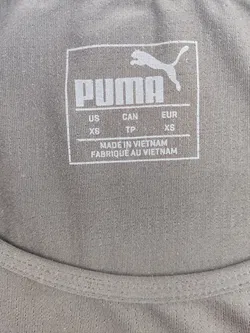 PUMA
US CAN EUR
XS TP XS
MADE IN VIETNAM
FABRIQUÉ AU VIETNAM